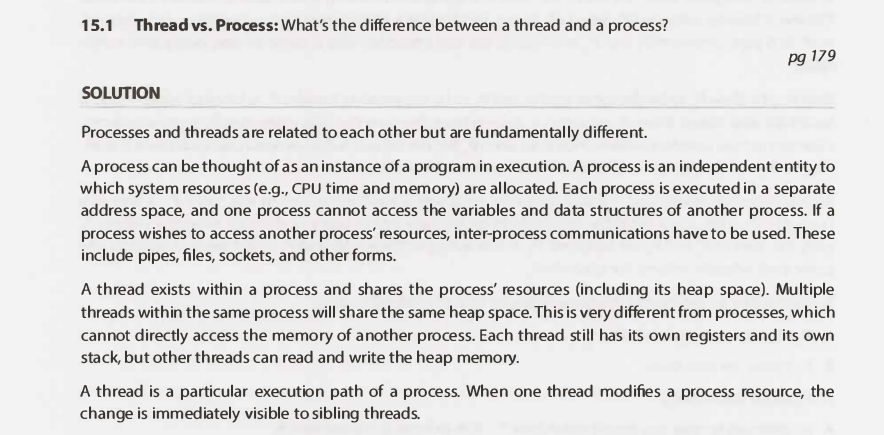 15.1 Thread vs. Process: What's the difference between a thread and a process?
pg 179
SOLUTION
Processes and threads are related to each other but are fundamentally different.
A process can be thought of as an instance of a program in execution. A process is an independent entity to
which system resources (e.g., CPU time and memory) are allocated. Each process is executed in a separate
address space, and one process cannot access the variables and data structures of another process. If a
process wishes to access another process' resources, inter-process communications have to be used. These
include pipes, files, sockets, and other forms.
A thread exists within a process and shares the process' resources (including its heap space). Multiple
threads within the same process will share the same heap space. This is very different from processes, which
cannot directly access the memory of another process. Each thread still has its own registers and its own
stack, but other threads can read and write the heap memory.
A thread is a particular execution path of a process. When one thread modifies a process resource, the
change is immediately visible to sibling threads.